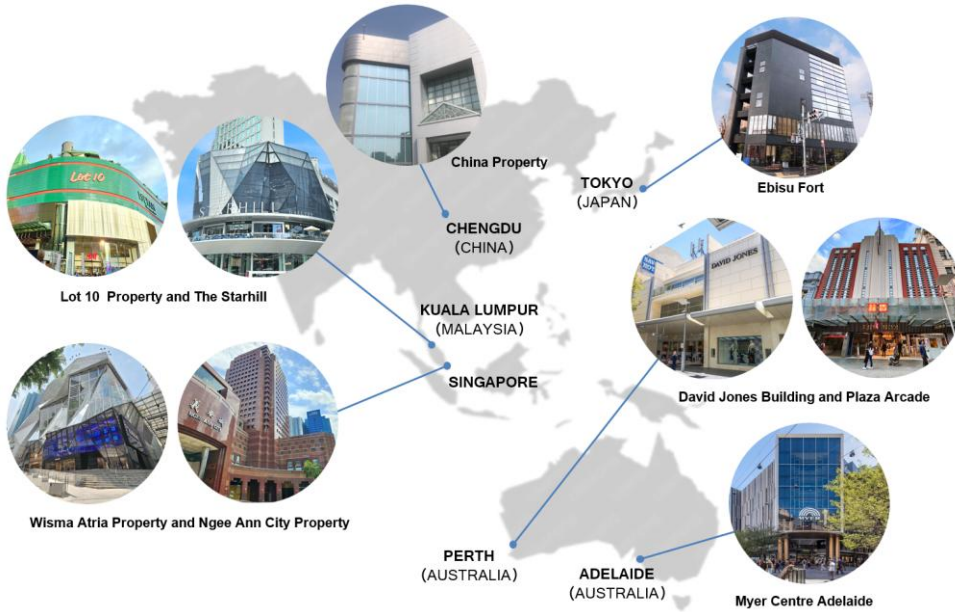 China Property
CHENGDU
(CHINA)
TOKYO
(JAPAN)
Ebisu Fort
LOT 10
Lot 10 Property and The Starhill
KUALA LUMPUR
(MALAYSIA)
SINGAPORE
DAVID JONES
David Jones Building and Plaza Arcade
Wisma Atria Property and Ngee Ann City Property
PERTH
(AUSTRALIA)
ADELAIDE
(AUSTRALIA)
MYER
Myer Centre Adelaide